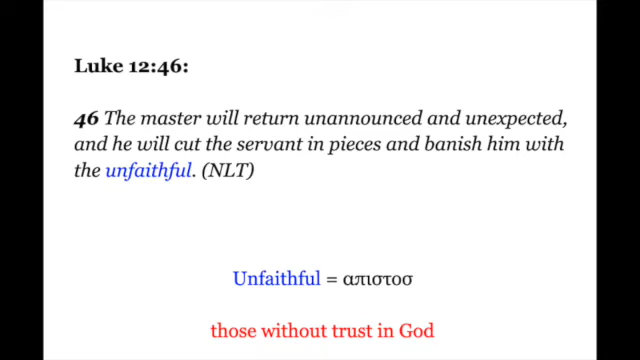 Luke 12:46:
46 The master will return unannounced and unexpected,
and he will cut the servant in pieces and banish him with
the unfaithful. (NLT)
Unfaithful = απιστοσ
those without trust in God